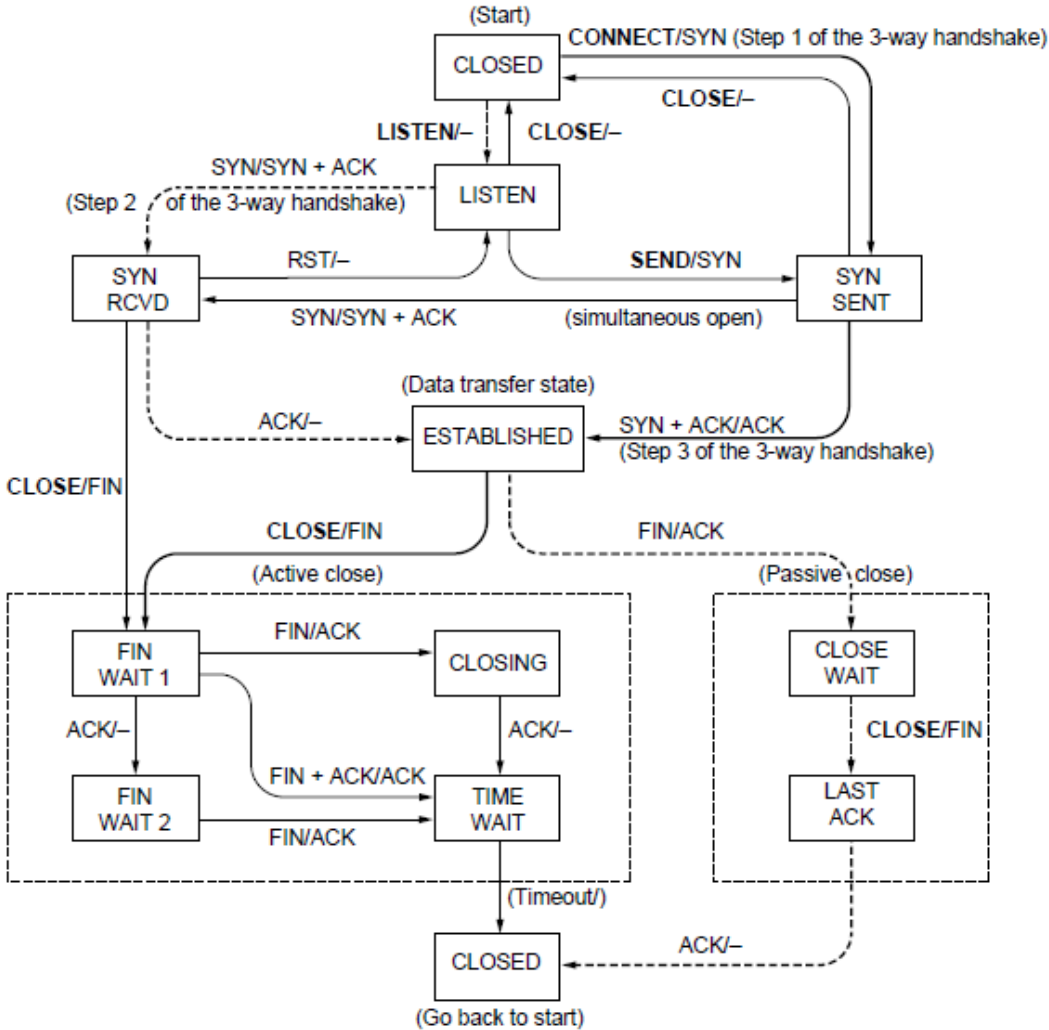 (Start)
CONNECT/SYN (Step 1 of the 3-way handshake)
CLOSED
CLOSE/–
LISTEN/–
CLOSE/–
SYN/SYN + ACK
LISTEN
(Step 2 of the 3-way handshake)
RST/–
SEND/SYN
SYN
RCVD
SYN
SENT
SYN/SYN + ACK
(simultaneous open)
(Data transfer state)
ACK/–
ESTABLISHED
SYN + ACK/ACK
(Step 3 of the 3-way handshake)
CLOSE/FIN
CLOSE/FIN
FIN/ACK
(Active close)
(Passive close)
FIN/ACK
FIN
WAIT 1
CLOSING
CLOSE
WAIT
ACK/–
ACK/–
CLOSE/FIN
FIN + ACK/ACK
FIN
WAIT 2
TIME
WAIT
LAST
ACK
FIN/ACK
(Timeout/)
ACK/–
CLOSED
(Go back to start)